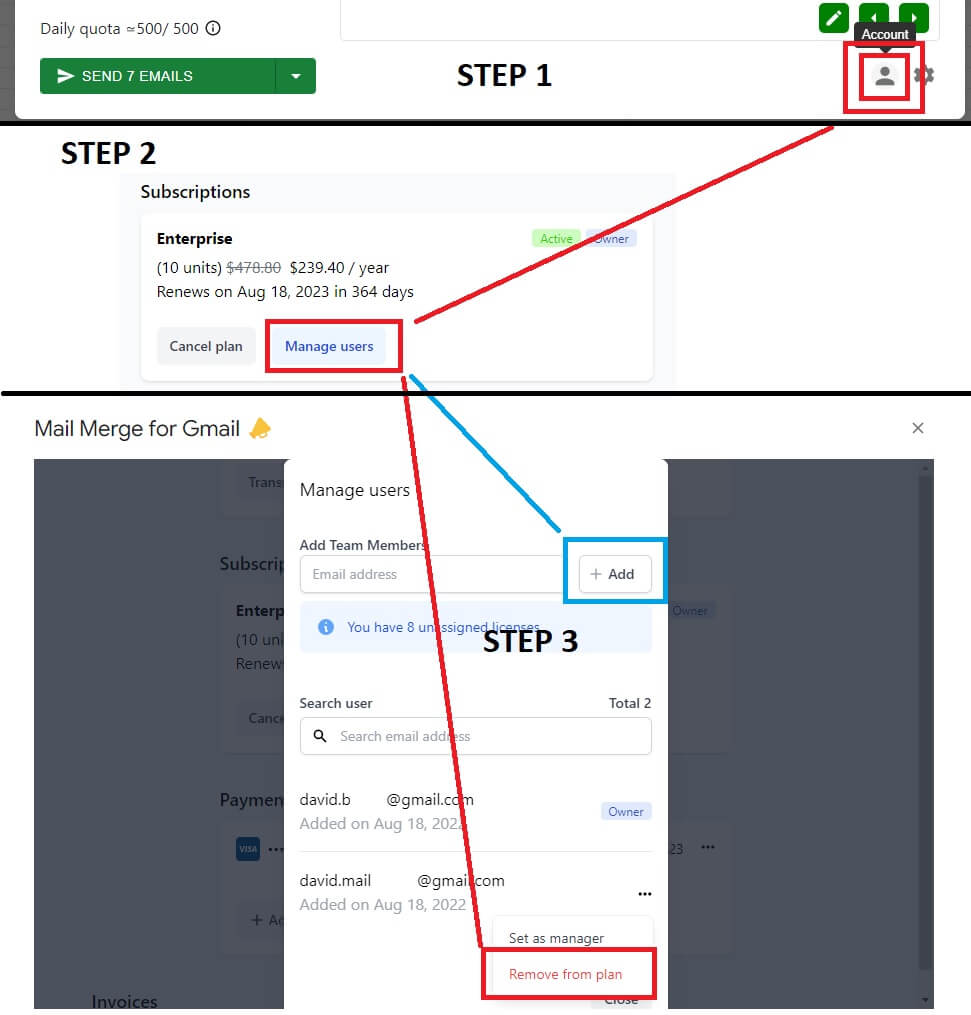 Daily quota ≃500/ 500
Account
SEND 7 EMAILS
STEP 1
STEP 2
Subscriptions
Enterprise
Active
Owner
(10 units) $478.80 $239.40 / year
Renews on Aug 18, 2023 in 364 days
Cancel plan
Manage users
Mail Merge for Gmail
Trans
Manage users
Add Team Members
Subscrip
Email address
+ Add
Enterp
Owner
You have 8 unassigned licenses
(10 uni
STEP 3
Renew
Search user
Total 2
Canc
Search email address
Paymen
david.b @gmail.com
Owner
Added on Aug 18, 2022
VISA
23
david.mail @gmail.com
Added on Aug 18, 2022
+ Ad
Set as manager
Remove from plan
Close
Invoices